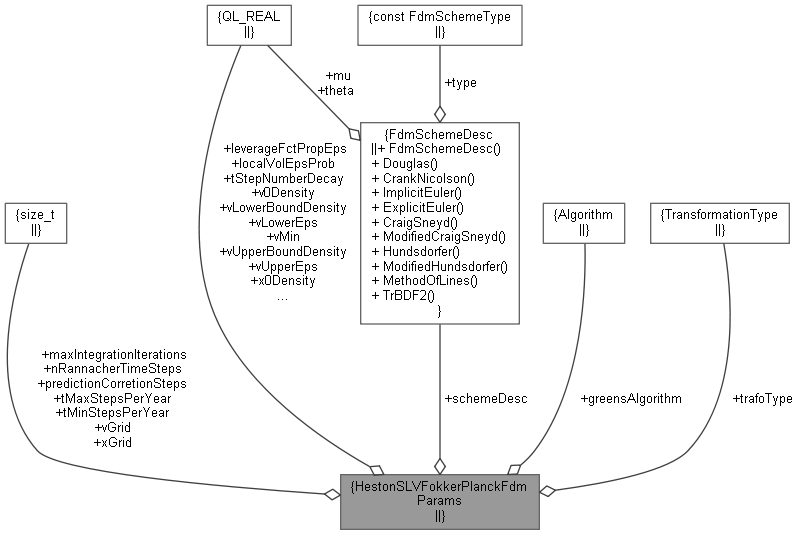 {QL_REAL
||}
{const FdmSchemeType
||}
+mu
+theta
+type
{FdmSchemeDesc
||+ FdmSchemeDesc()
+ Douglas()
+ CrankNicolson()
+ ImplicitEuler()
+ ExplicitEuler()
+ CraigSneyd()
+ ModifiedCraigSneyd()
+ Hundsdorfer()
+ ModifiedHundsdorfer()
+ MethodOfLines()
+ TrBDF2()
}
+leverageFctPropEps
+localVolEpsProb
+tStepNumberDecay
+v0Density
+vLowerBoundDensity
+vLowerEps
+vMin
+vUpperBoundDensity
+vUpperEps
+x0Density
...
{size_t
||}
{Algorithm
||}
{TransformationType
||}
+maxIntegrationIterations
+nRannacherTimeSteps
+predictionCorretionSteps
+tMaxStepsPerYear
+tMinStepsPerYear
+vGrid
+xGrid
+schemeDesc
+greensAlgorithm
+trafoType
{HestonSLVFokkerPlanckFdm
Params
||}